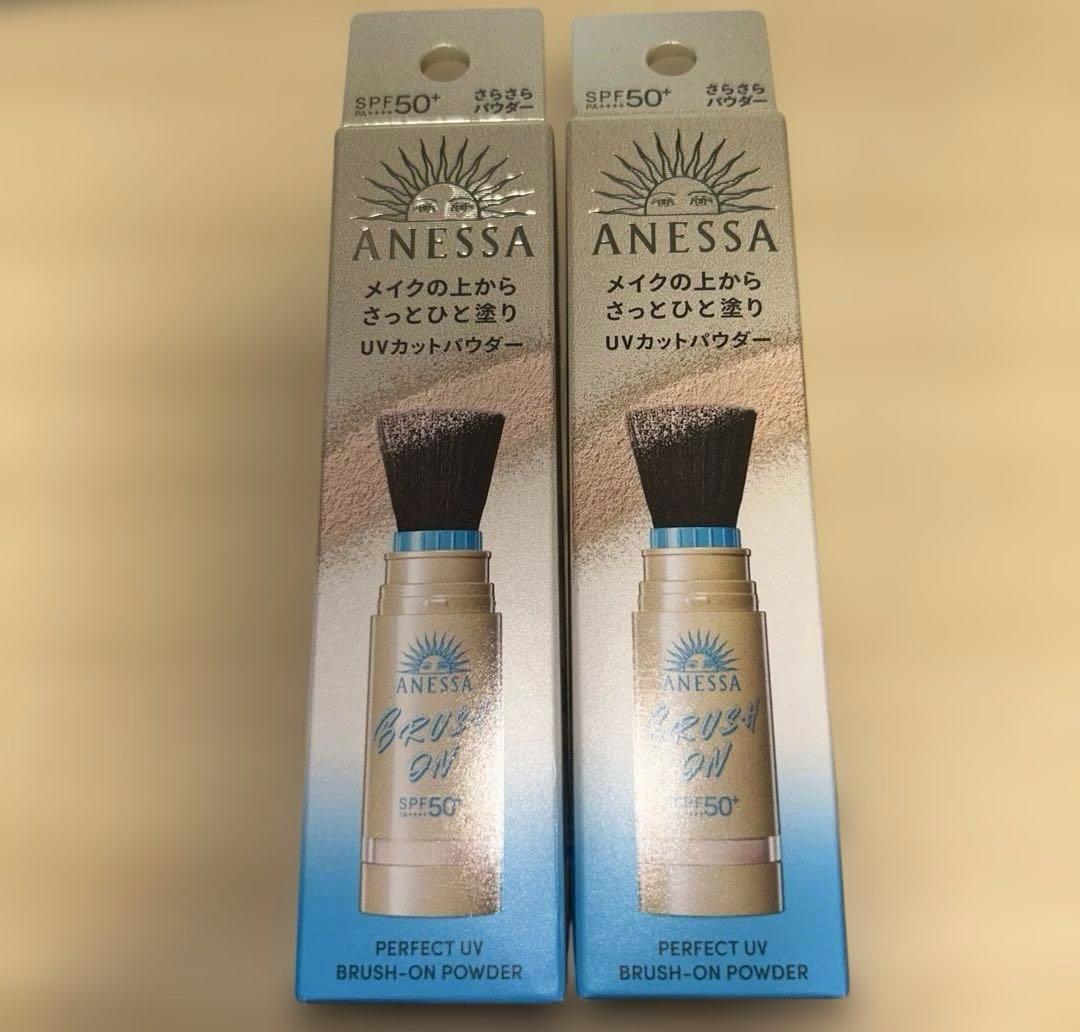 SPF50+
PA++++
さらさら
パウダー
ANESSA
メイクの上から
さっとひと塗り
UVカットパウダー
ANESSA
BRUSH
ON
SPF50+
PA++++
PERFECT UV
BRUSH-ON POWDER
SPF50+
PA++++
さらさら
パウダー
ANESSA
メイクの上から
さっとひと塗り
UVカットパウダー
ANESSA
BRUSH
ON
SPF50+
PA++++
PERFECT UV
BRUSH-ON POWDER